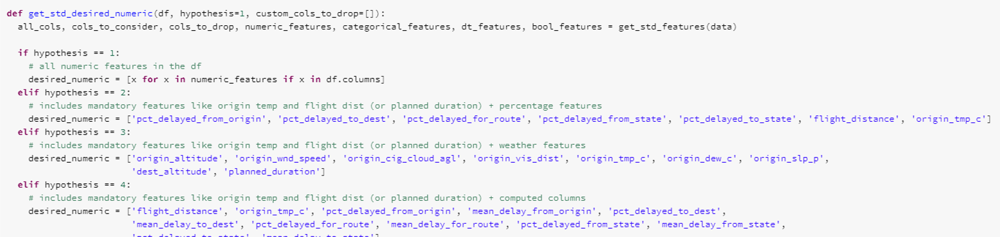 def get_std_desired_numeric(df, hypothesis=1, custom_cols_to_drop=[]):
  all_cols, cols_to_consider, cols_to_drop, numeric_features, categorical_features, dt_features, bool_features = get_std_features(data)

  if hypothesis == 1:
    # all numeric features in the df
    desired_numeric = [x for x in numeric_features if x in df.columns]
  elif hypothesis == 2:
    # includes mandatory features like origin temp and flight dist (or planned duration) + percentage features
    desired_numeric = ['pct_delayed_from_origin', 'pct_delayed_to_dest', 'pct_delayed_for_route', 'pct_delayed_from_state', 'pct_delayed_to_state', 'flight_distance', 'origin_tmp_c']
  elif hypothesis == 3:
    # includes mandatory features like origin temp and flight dist (or planned duration) + weather features
    desired_numeric = ['origin_altitude', 'origin_wnd_speed', 'origin_cig_cloud_agl', 'origin_vis_dist', 'origin_tmp_c', 'origin_dew_c', 'origin_slp_p',
                       'dest_altitude', 'planned_duration']
  elif hypothesis == 4:
    # includes mandatory features like origin temp and flight dist (or planned duration) + computed columns
    desired_numeric = ['flight_distance', 'origin_tmp_c', 'pct_delayed_from_origin', 'mean_delay_from_origin', 'pct_delayed_to_dest',
                       'mean_delay_to_dest', 'pct_delayed_for_route', 'mean_delay_for_route', 'pct_delayed_from_state', 'mean_delay_from_state',
                       'pct_delayed_to_state', 'mean_delay_to_state']